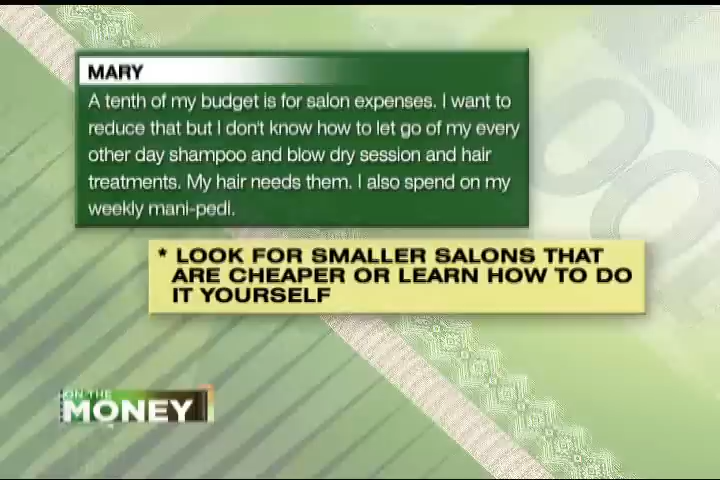 MARY
A tenth of my budget is for salon expenses. I want to
reduce that but I don't know how to let go of my every
other day shampoo and blow dry session and hair
treatments. My hair needs them. I also spend on my
weekly mani-pedi.
* LOOK FOR SMALLER SALONS THAT
ARE CHEAPER OR LEARN HOW TO DO
IT YOURSELF
ON THE
MONEY